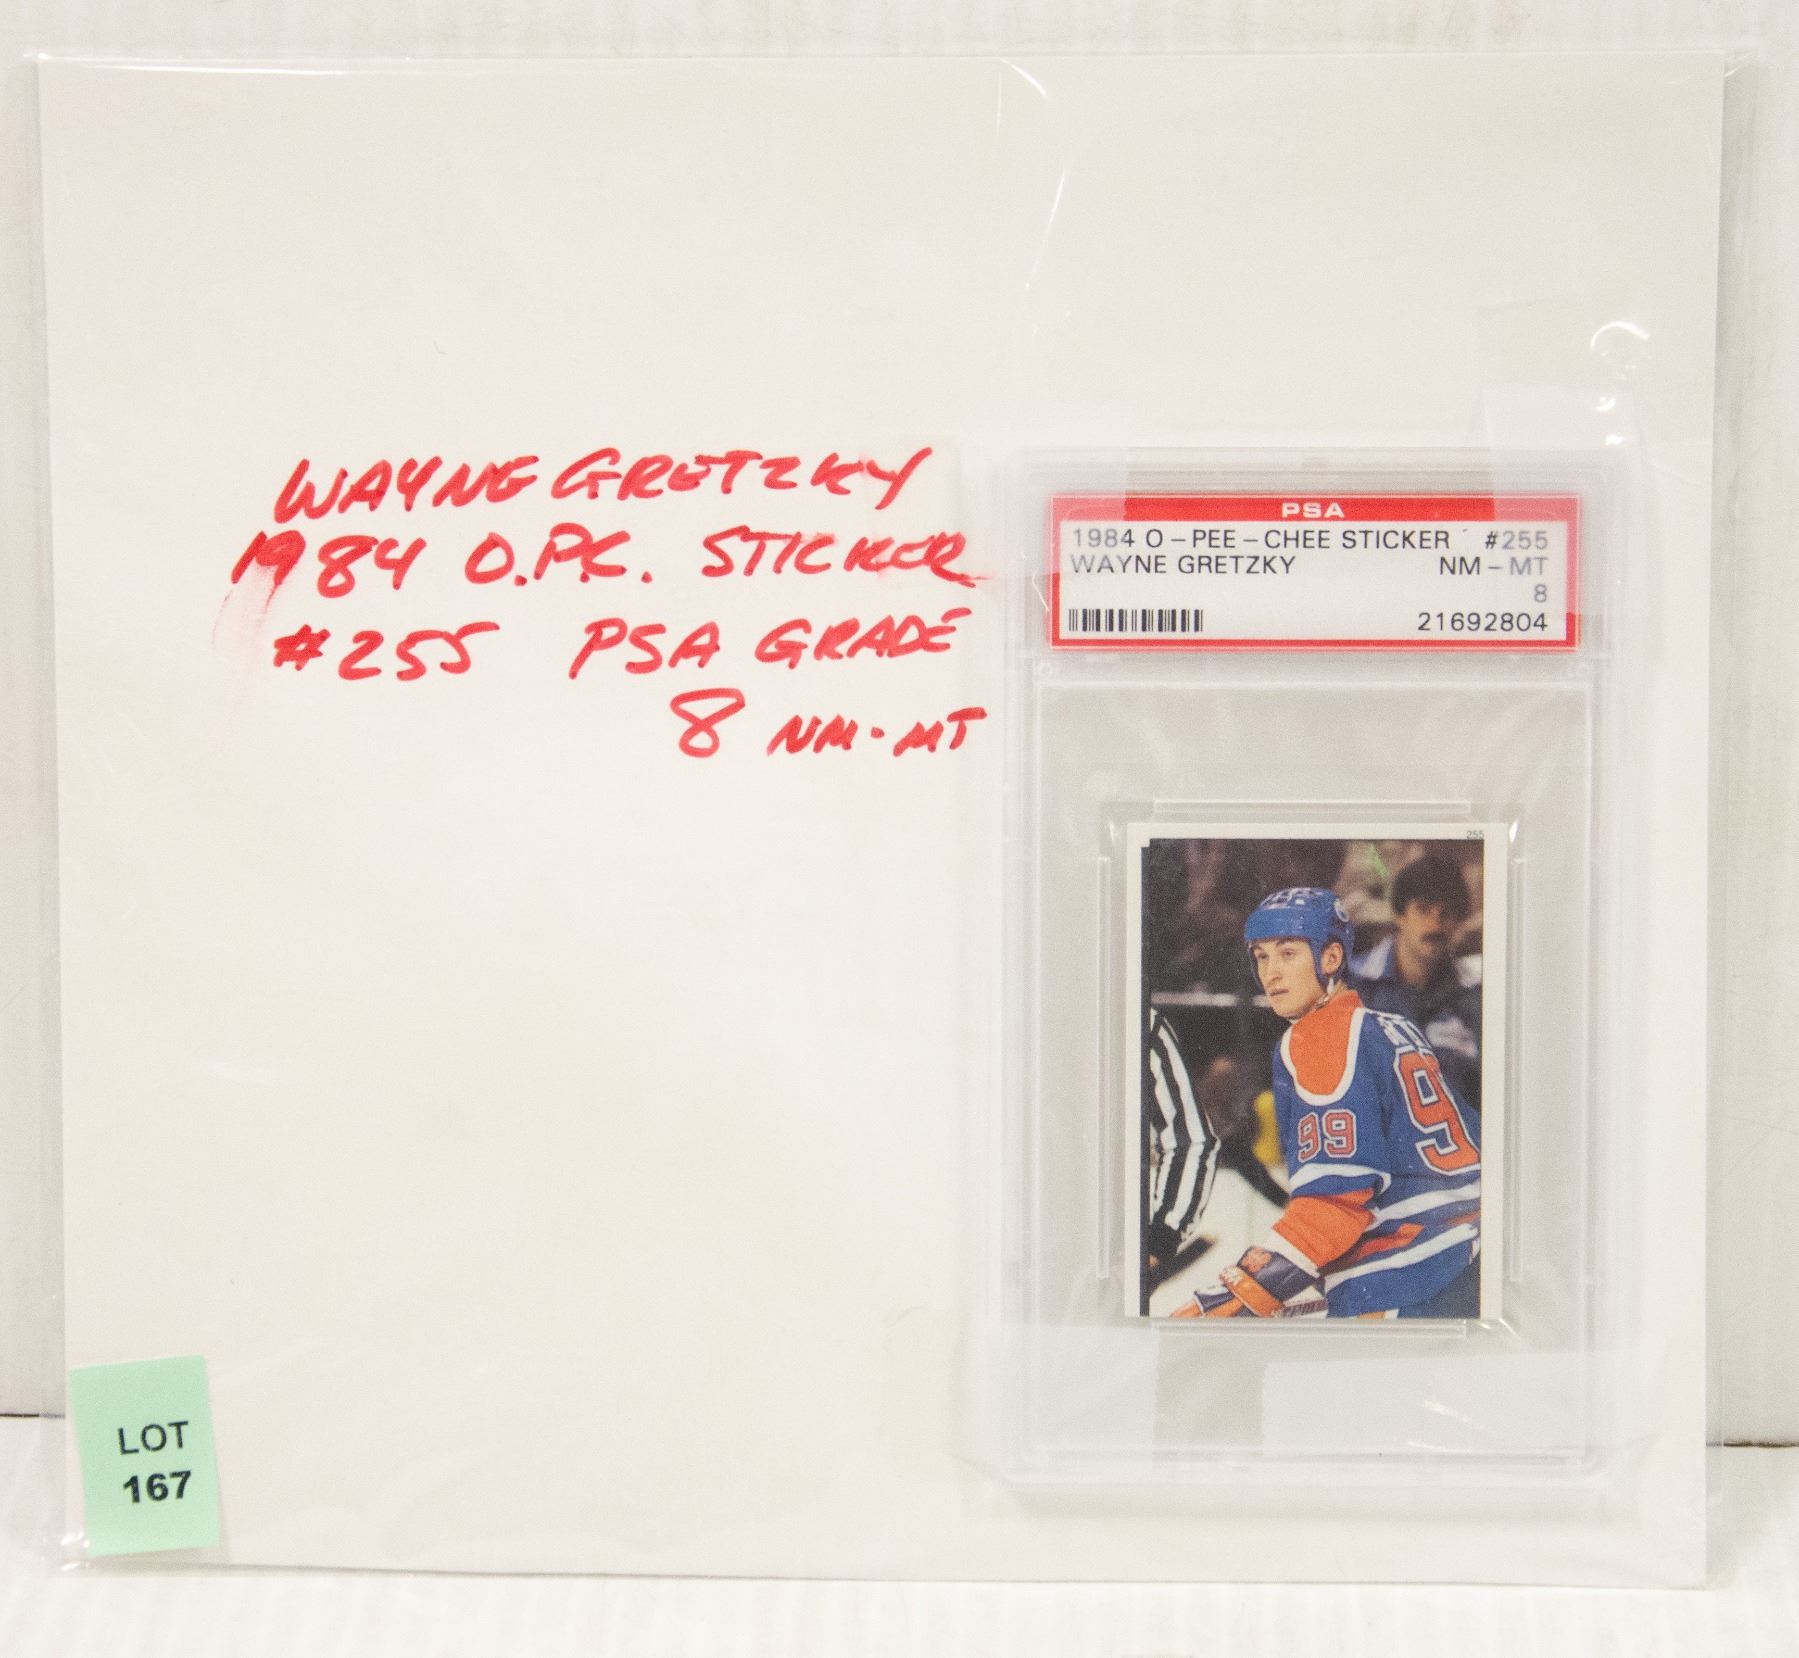 WAYNE GRETZKY
1984 O.P.C. STICKER
#255 PSA GRADE
8 NM-MT
PSA
1984 O-PEE-CHEE STICKER #255
WAYNE GRETZKY NM-MT
8
21692804
255
99
LOT
167